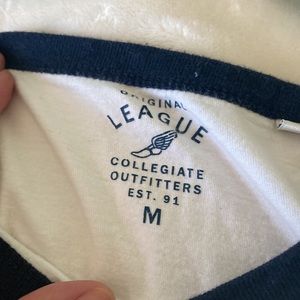 ORIGINAL
LEAGUE
COLLEGIATE
OUTFITTERS
EST. 91
M